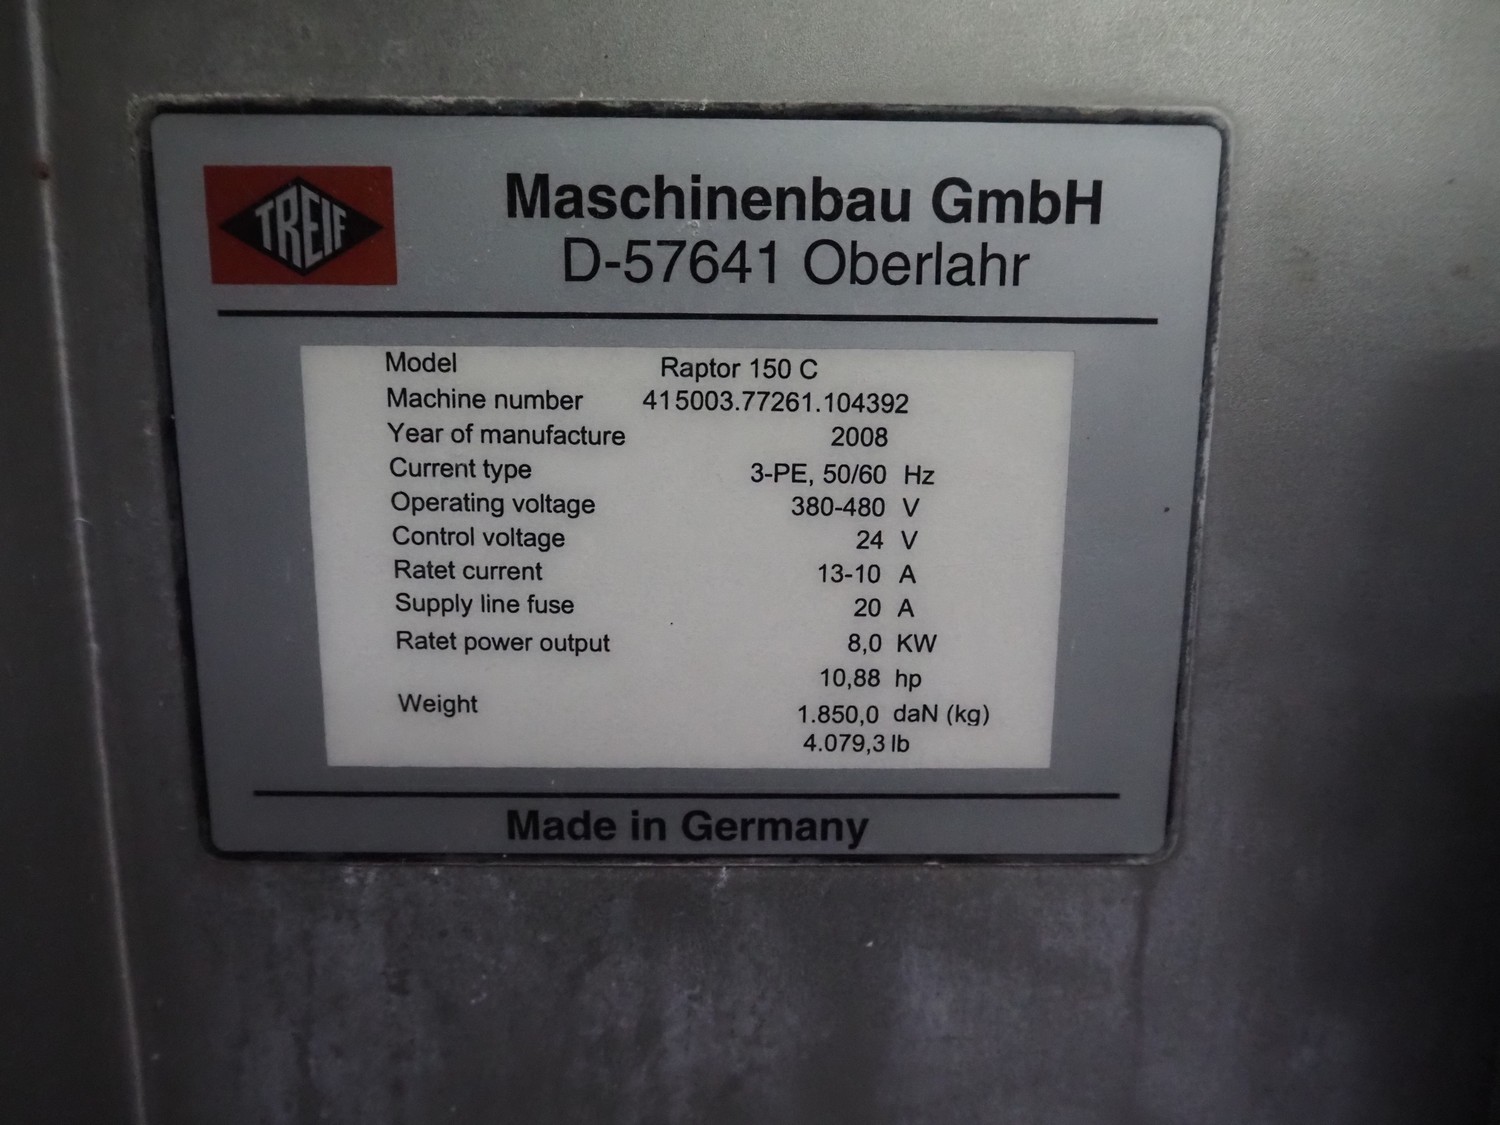 TREIF
Maschinenbau GmbH
D-57641 Oberlahr
Model Raptor 150 C
Machine number 415003.77261.104392
Year of manufacture 2008
Current type 3-PE, 50/60 Hz
Operating voltage 380-480 V
Control voltage 24 V
Ratet current 13-10 A
Supply line fuse 20 A
Ratet power output 8,0 KW
10,88 hp
Weight 1.850,0 daN (kg)
4.079,3 lb
Made in Germany